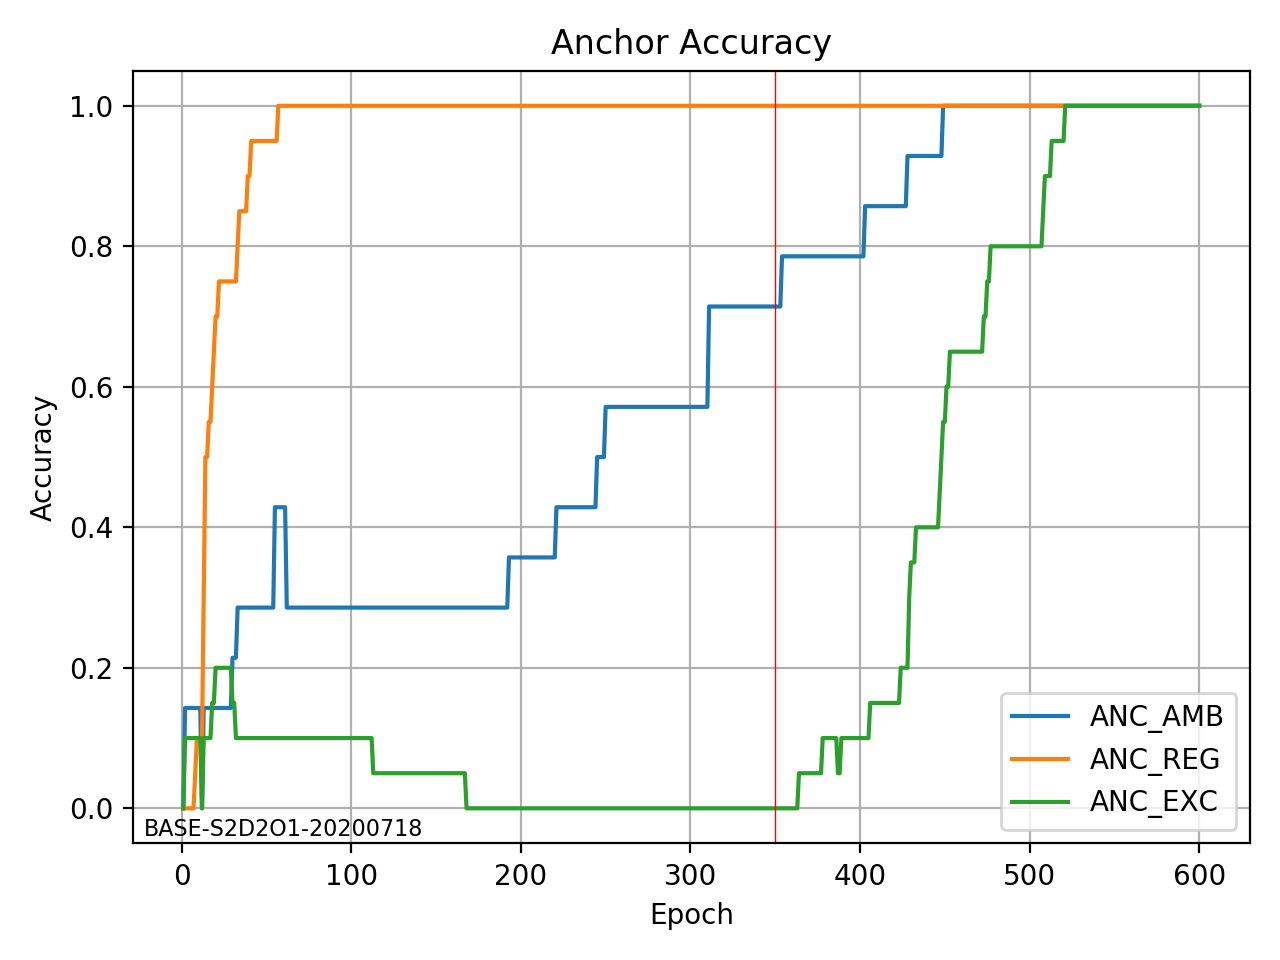 Anchor Accuracy
1.0
0.8
0.6
0.4
0.2
0.0
Accuracy
ANC_AMB
ANC_REG
ANC_EXC
BASE-S2D2O1-20200718
0 100 200 300 400 500 600
Epoch